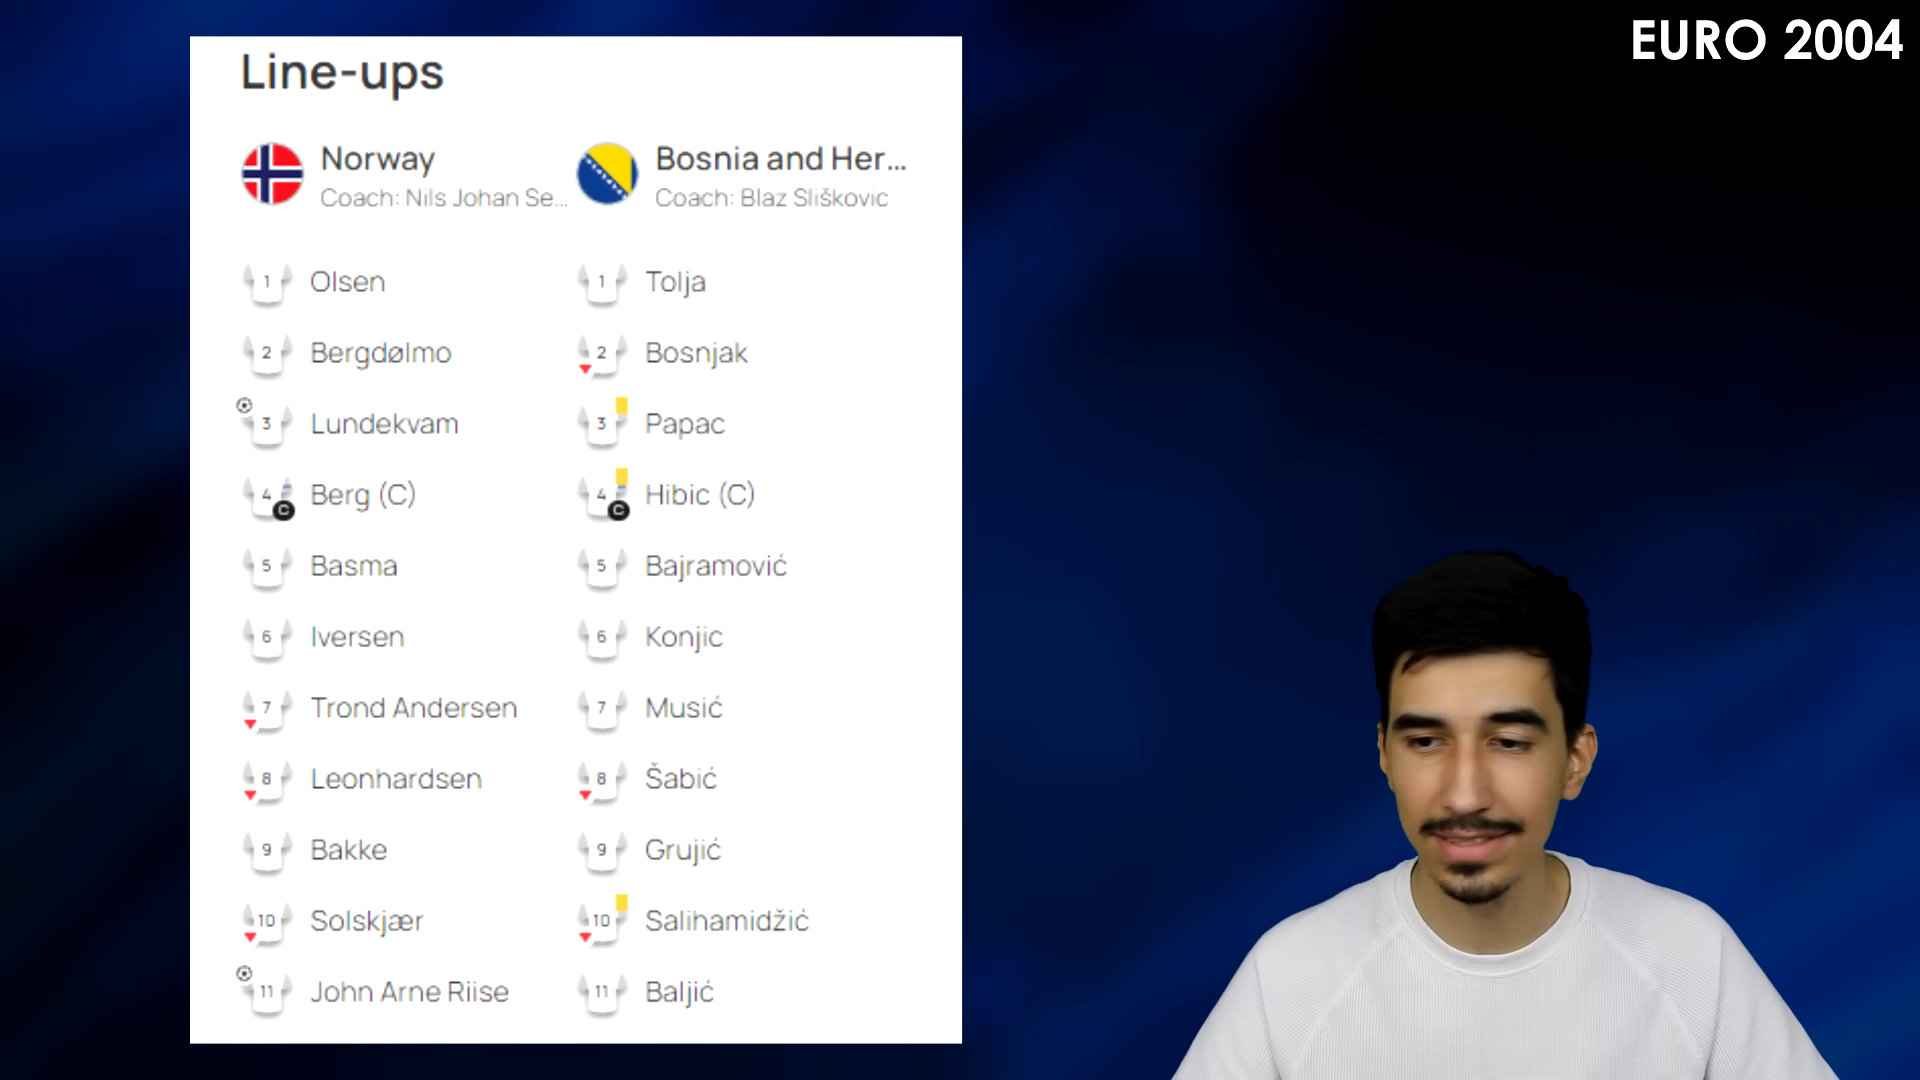 EURO 2004
Line-ups
Norway
Coach: Nils Johan Se...
Bosnia and Her...
Coach: Blaz Sliškovic
1 Olsen
1 Tolja
2 Bergdølmo
2 Bosnjak
3 Lundekvam
3 Papac
4 C Berg (C)
4 C Hibic (C)
5 Basma
5 Bajramović
6 Iversen
6 Konjic
7 Trond Andersen
7 Musić
8 Leonhardsen
8 Šabić
9 Bakke
9 Grujić
10 Solskjær
10 Salihamidžić
11 John Arne Riise
11 Baljić